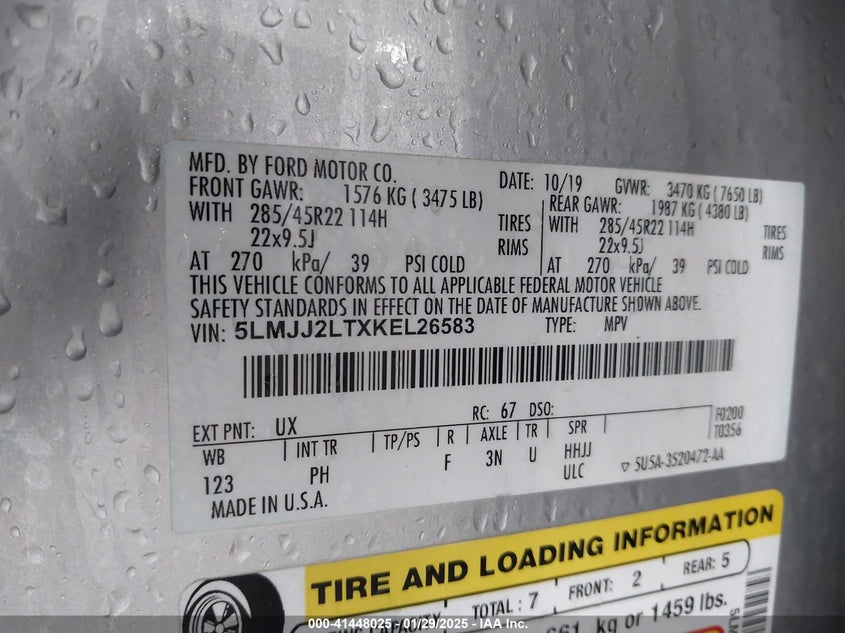 MFD. BY FORD MOTOR CO. DATE: 10/19 GVWR: 3470 KG ( 7650 LB)
FRONT GAWR: 1576 KG ( 3475 LB) REAR GAWR: 1987 KG ( 4380 LB)
WITH 285/45R22 114H TIRES WITH 285/45R22 114H TIRES
22x9.5J RIMS 22x9.5J RIMS
AT 270 kPa/ 39 PSI COLD AT 270 kPa/ 39 PSI COLD
THIS VEHICLE CONFORMS TO ALL APPLICABLE FEDERAL MOTOR VEHICLE
SAFETY STANDARDS IN EFFECT ON THE DATE OF MANUFACTURE SHOWN ABOVE.
VIN: 5LMJJ2LTXKEL26583 TYPE: MPV
EXT PNT: UX RC: 67 DSO: F0200
T0356
WB INT TR TP/PS R AXLE TR SPR
123 PH F 3N U HHJJ
ULC
5U5A-3520472-AA
MADE IN U.S.A.
TIRE AND LOADING INFORMATION
TOTAL : 7 FRONT: 2 REAR: 5
kg or 1459 lbs.
000-41448025 - 01/29/2025 - IAA Inc.